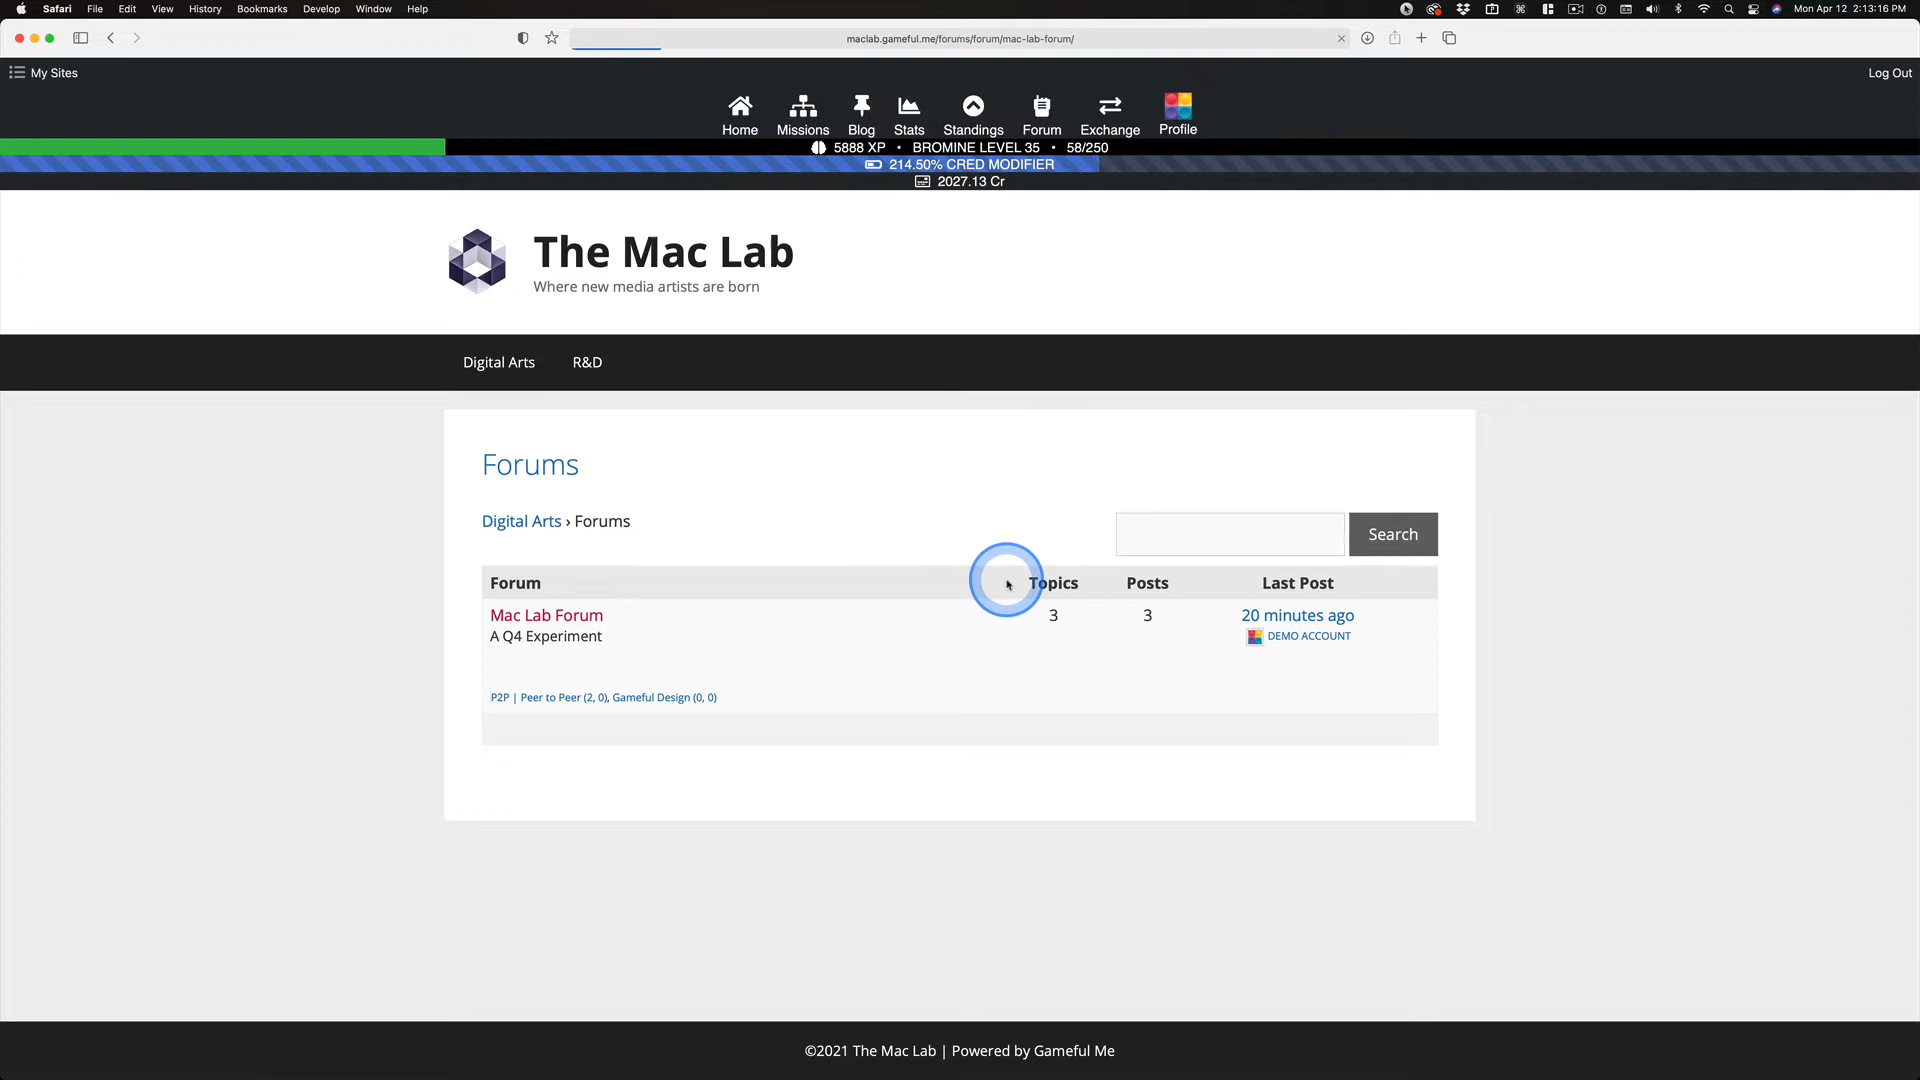 Safari File Edit View History Bookmarks Develop Window Help Mon Apr 12 2:13:16 PM
maclab.gameful.me/forums/forum/mac-lab-forum/
My Sites Log Out
Home Missions Blog Stats Standings Forum Exchange Profile
5888 XP • BROMINE LEVEL 35 • 58/250
214.50% CRED MODIFIER
2027.13 Cr
The Mac Lab
Where new media artists are born
Digital Arts R&D
Forums
Digital Arts › Forums Search
Forum Topics Posts Last Post
Mac Lab Forum 3 3 20 minutes ago
A Q4 Experiment DEMO ACCOUNT
P2P | Peer to Peer (2, 0), Gameful Design (0, 0)
©2021 The Mac Lab | Powered by Gameful Me